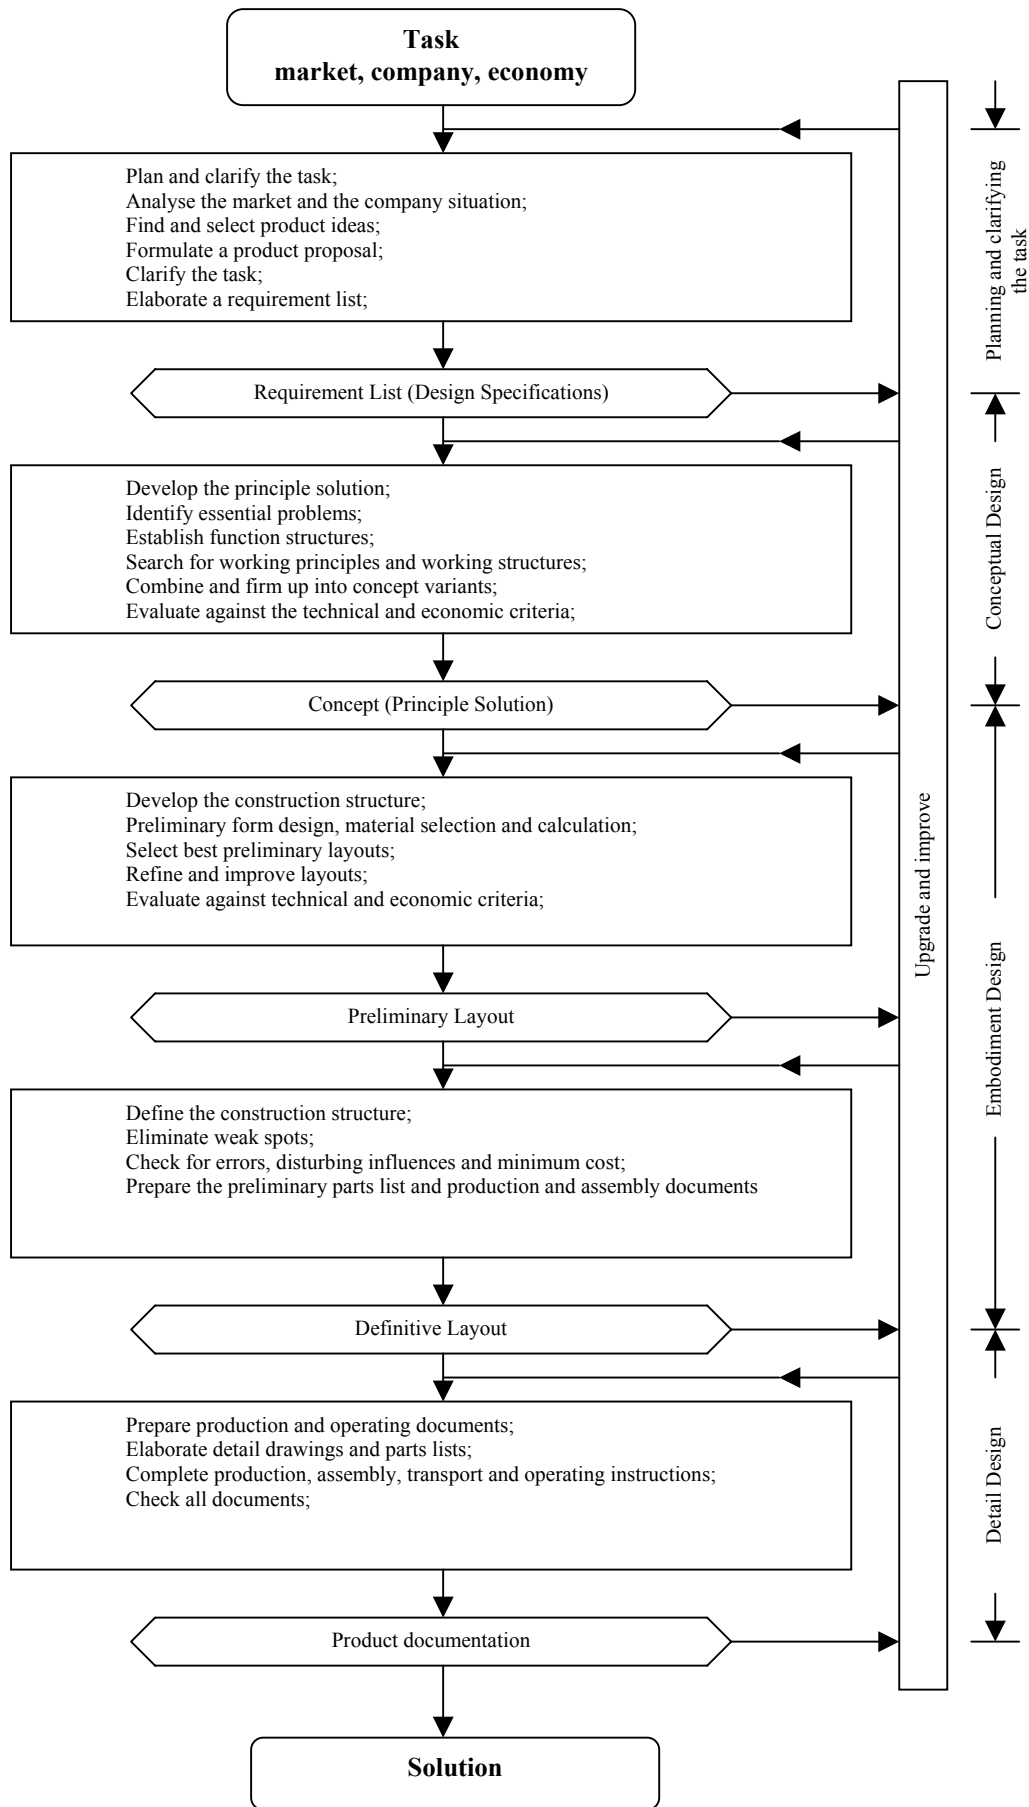 Task
market, company, economy
Plan and clarify the task;
Analyse the market and the company situation;
Find and select product ideas;
Formulate a product proposal;
Clarify the task;
Elaborate a requirement list;
Planning and clarifying
the task
Requirement List (Design Specifications)
Develop the principle solution;
Identify essential problems;
Establish function structures;
Search for working principles and working structures;
Combine and firm up into concept variants;
Evaluate against the technical and economic criteria;
Conceptual Design
Concept (Principle Solution)
Develop the construction structure;
Preliminary form design, material selection and calculation;
Select best preliminary layouts;
Refine and improve layouts;
Evaluate against technical and economic criteria;
Upgrade and improve
Preliminary Layout
Embodiment Design
Define the construction structure;
Eliminate weak spots;
Check for errors, disturbing influences and minimum cost;
Prepare the preliminary parts list and production and assembly documents
Definitive Layout
Prepare production and operating documents;
Elaborate detail drawings and parts lists;
Complete production, assembly, transport and operating instructions;
Check all documents;
Detail Design
Product documentation
Solution